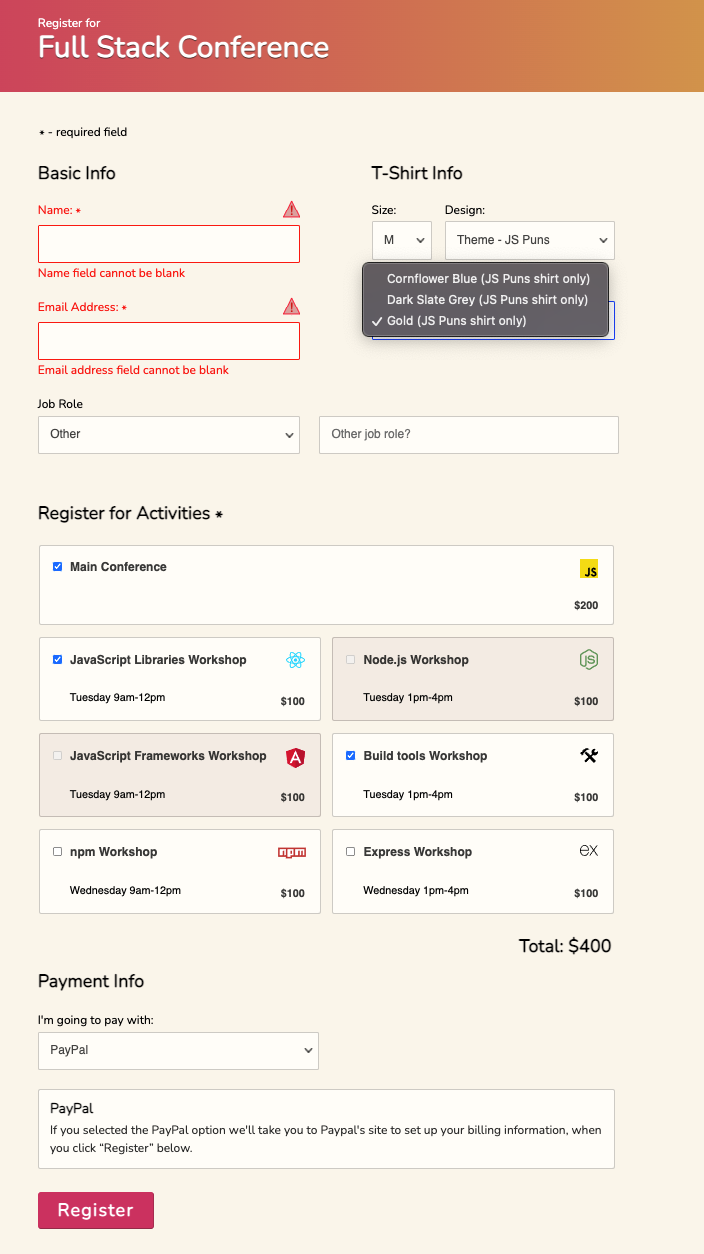 Register for
Full Stack Conference
* - required field
Basic Info
Name: *
Name field cannot be blank
Email Address: *
Email address field cannot be blank
Job Role
Other
Other job role?
T-Shirt Info
Size:
M
Design:
Theme - JS Puns
Cornflower Blue (JS Puns shirt only)
Dark Slate Grey (JS Puns shirt only)
✓ Gold (JS Puns shirt only)
Register for Activities *
Main Conference
JS
$200
JavaScript Libraries Workshop
Tuesday 9am-12pm
$100
Node.js Workshop
JS
Tuesday 1pm-4pm
$100
JavaScript Frameworks Workshop
A
Tuesday 9am-12pm
$100
Build tools Workshop
Tuesday 1pm-4pm
$100
npm Workshop
npm
Wednesday 9am-12pm
$100
Express Workshop
ex
Wednesday 1pm-4pm
$100
Total: $400
Payment Info
I'm going to pay with:
PayPal
PayPal
If you selected the PayPal option we'll take you to Paypal's site to set up your billing information, when
you click “Register” below.
Register